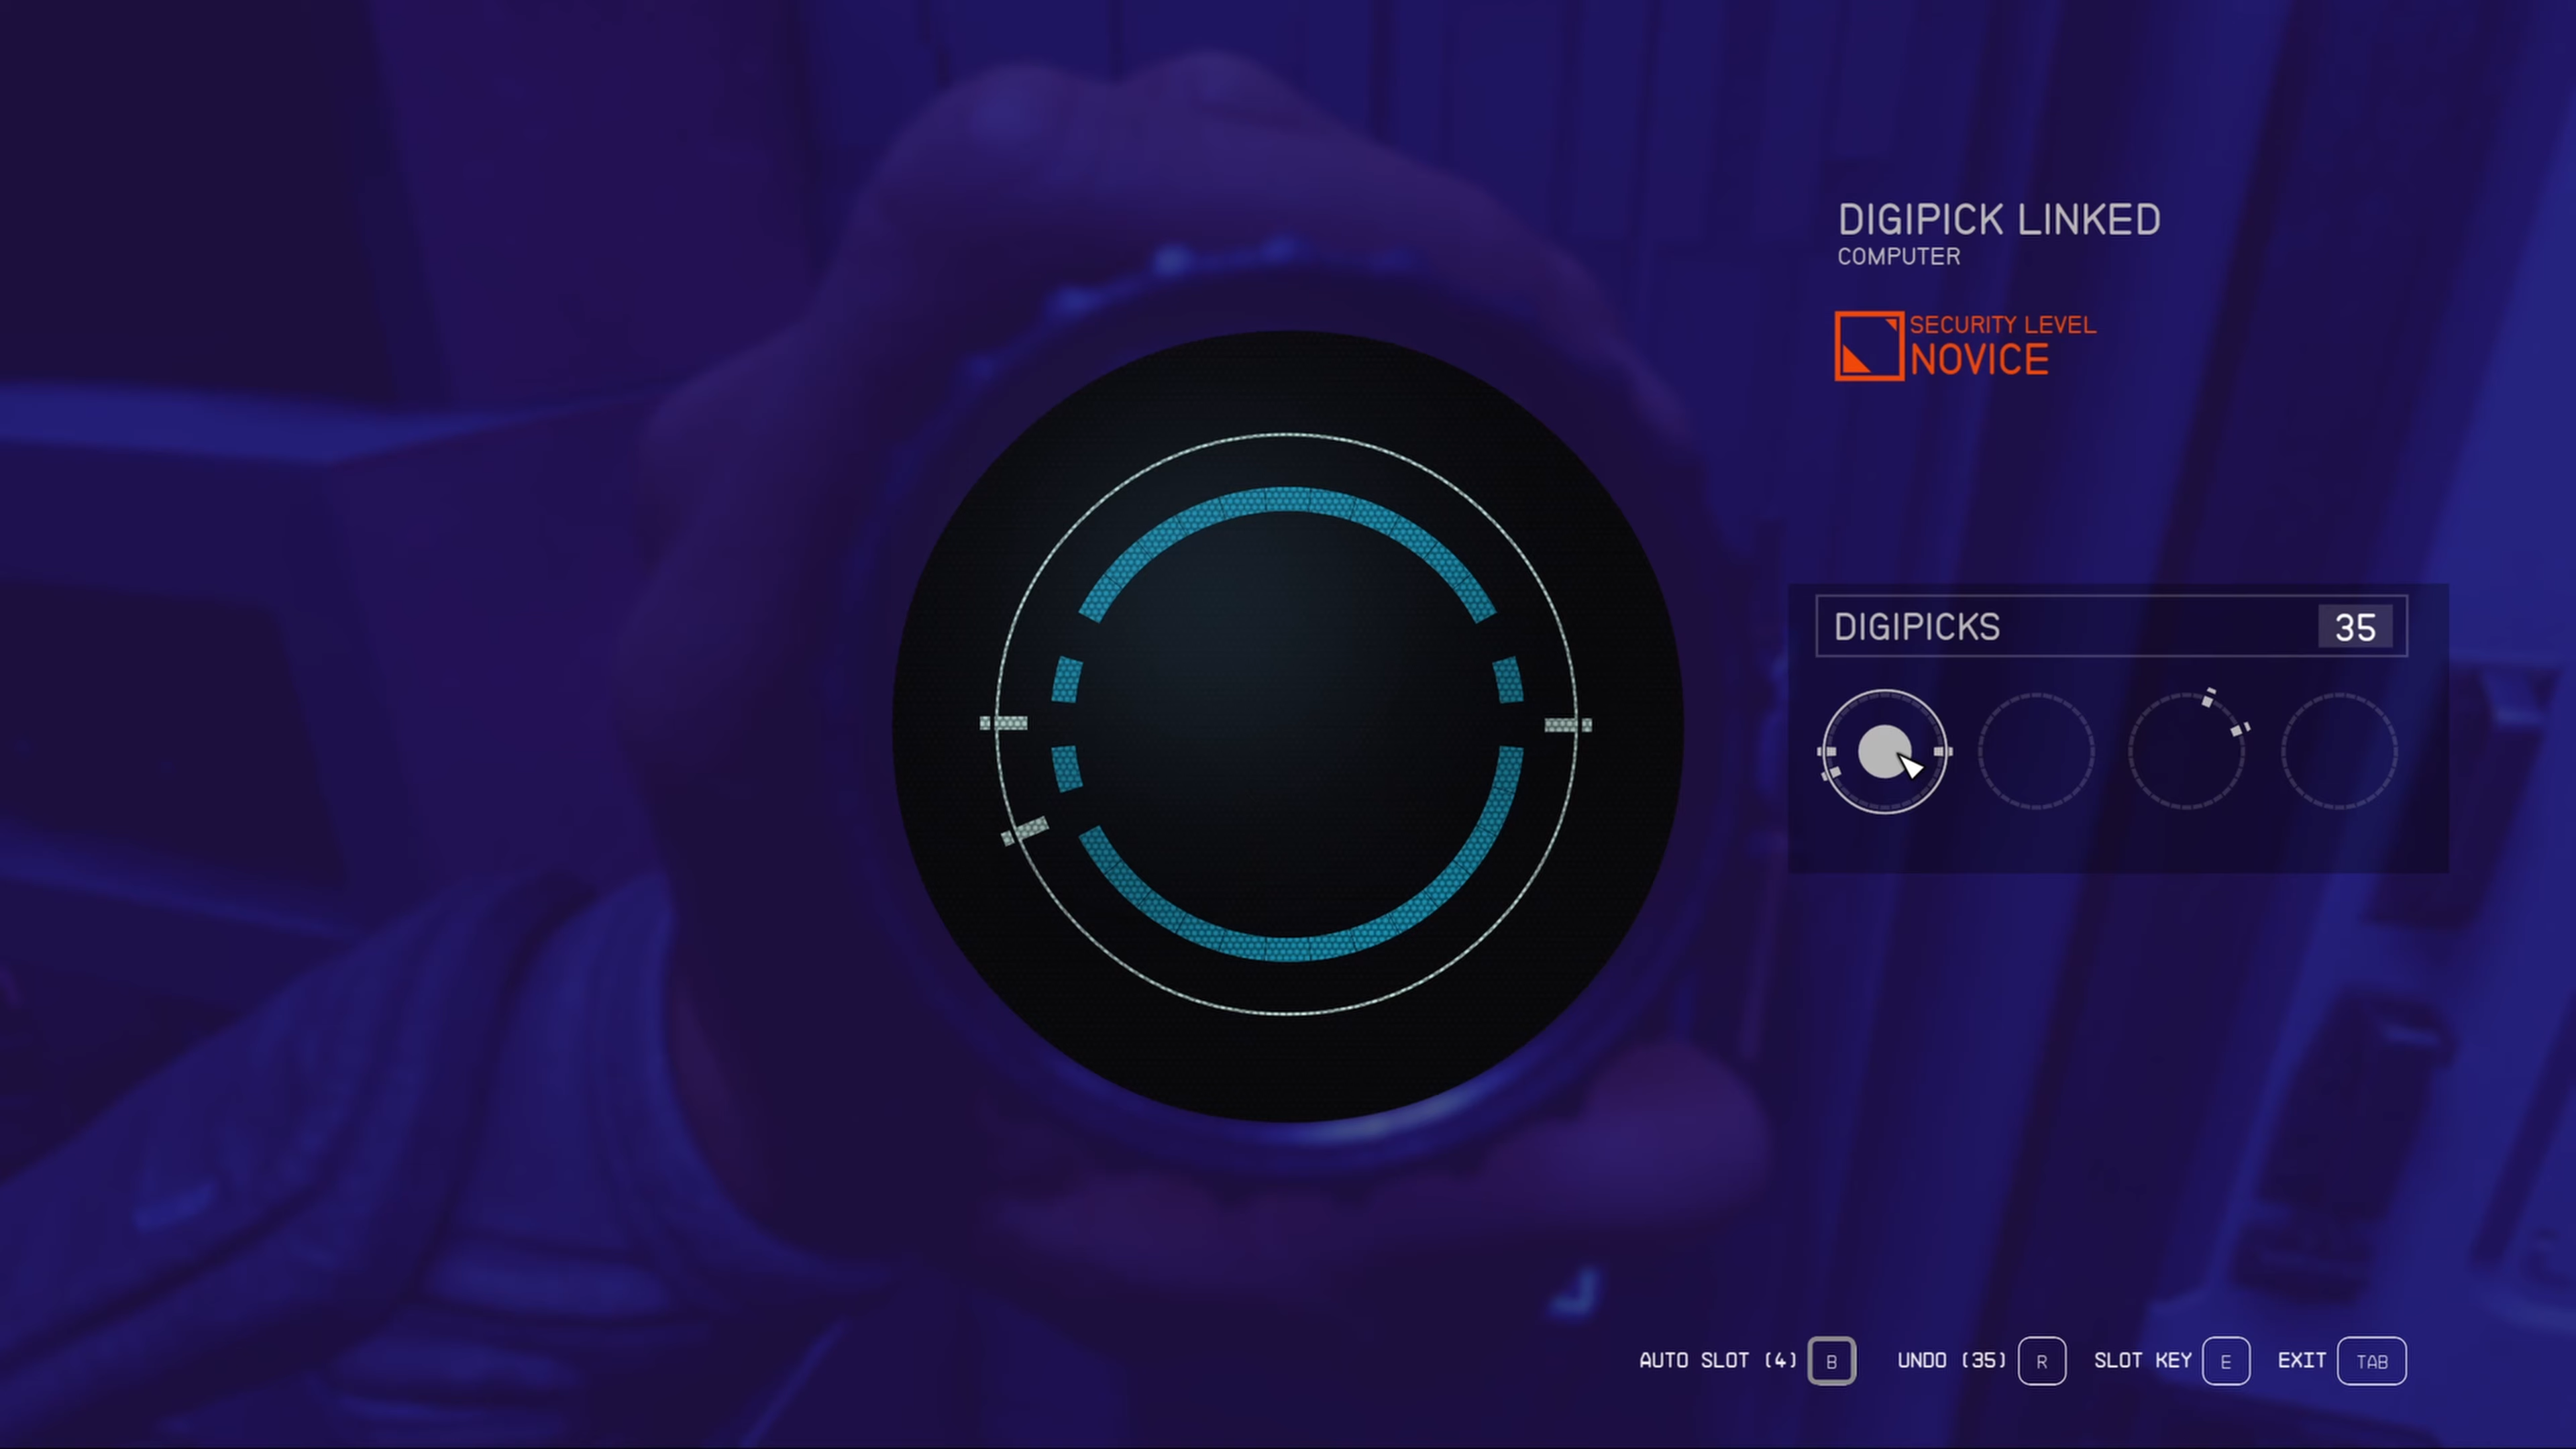 DIGIPICK LINKED
COMPUTER
SECURITY LEVEL
NOVICE
DIGIPICKS 35
AUTO SLOT (4) B UNDO (35) R SLOT KEY E EXIT TAB